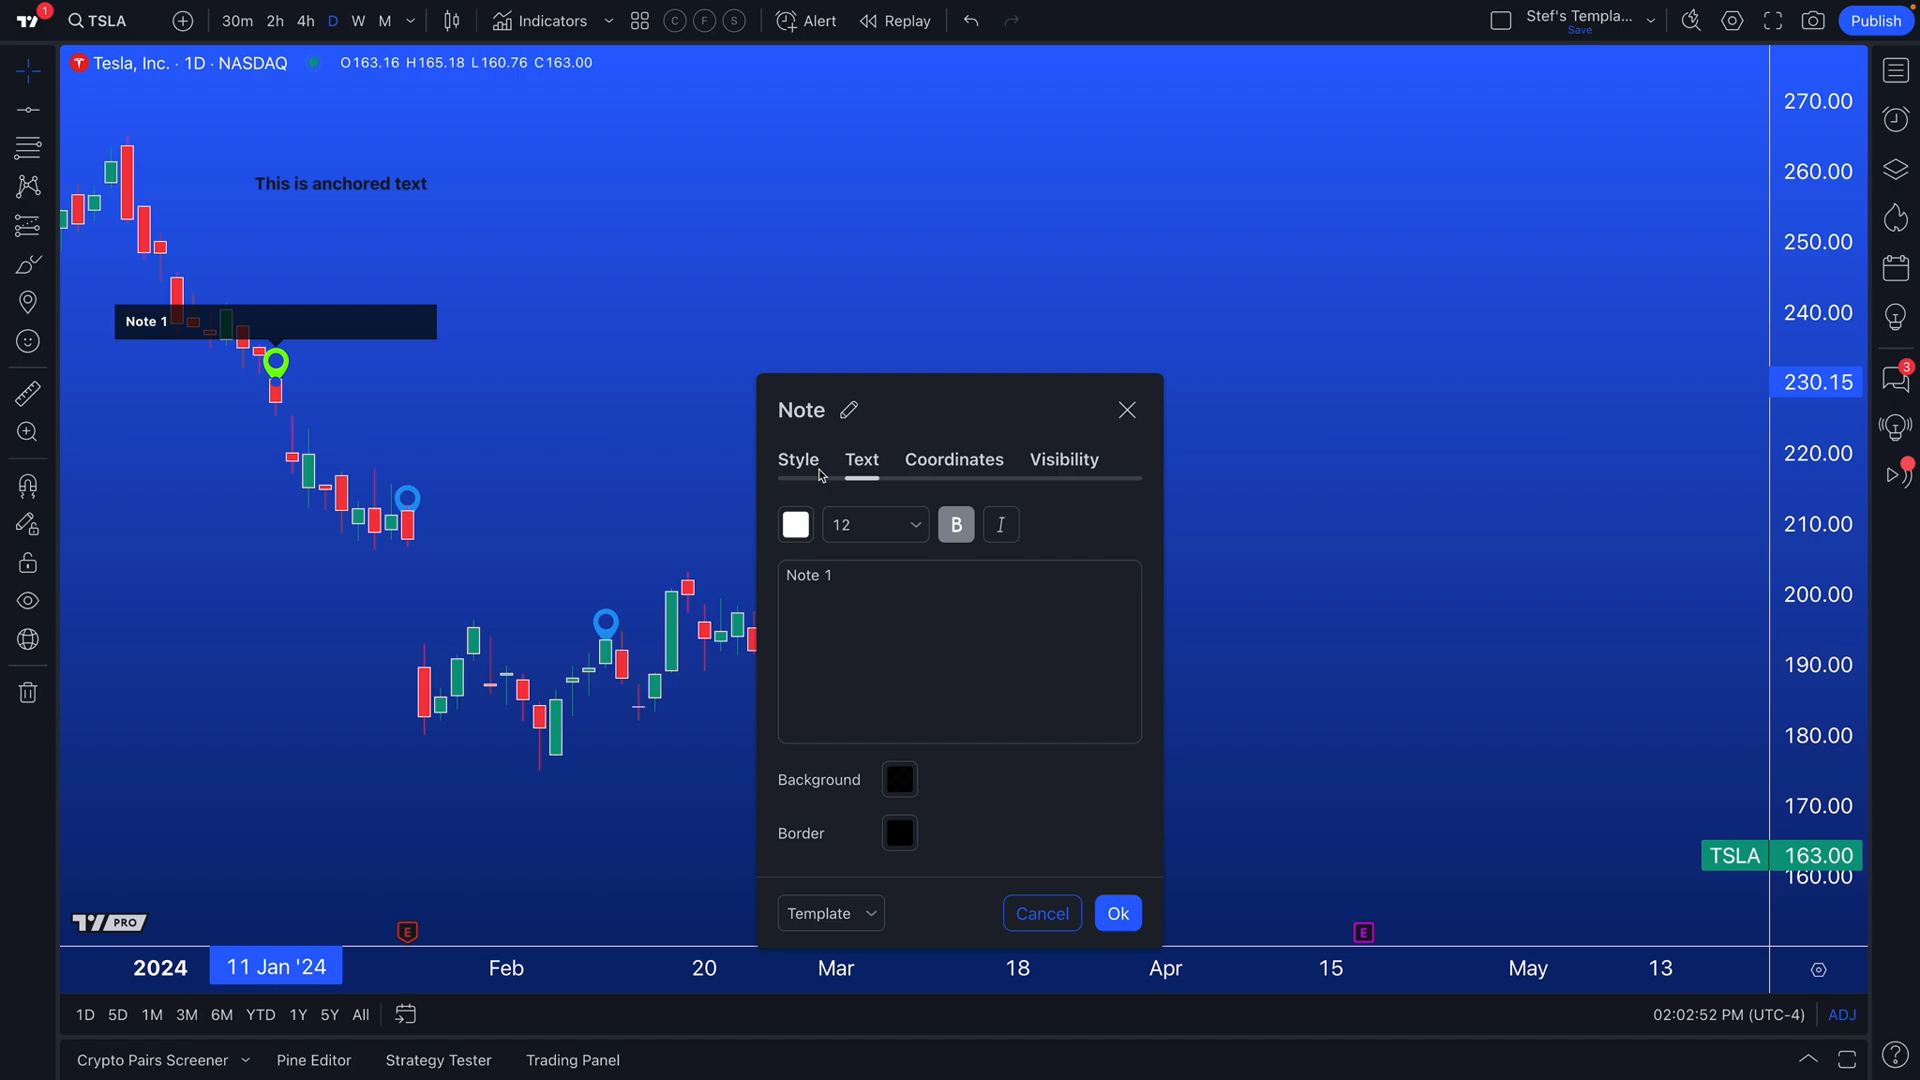 1 TSLA 30m 2h 4h D W M Indicators C F S Alert Replay Stef's Templa... Save Publish
Tesla, Inc. · 1D · NASDAQ O163.16 H165.18 L160.76 C163.00
270.00
This is anchored text
260.00
250.00
240.00
Note 1
230.15
220.00
210.00
200.00
190.00
180.00
170.00
TSLA 163.00
160.00
3
Note
Style Text Coordinates Visibility
12 B I
Note 1
Background
Border
Template Cancel Ok
PRO
E E
2024 11 Jan '24 Feb 20 Mar 18 Apr 15 May 13
1D 5D 1M 3M 6M YTD 1Y 5Y All 02:02:52 PM (UTC-4) ADJ
Crypto Pairs Screener Pine Editor Strategy Tester Trading Panel